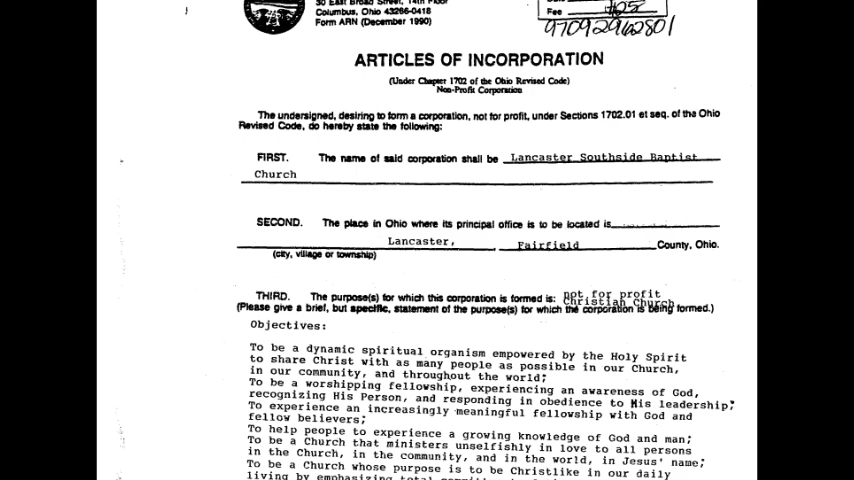 30 East Broad Street, 14th Floor
Columbus, Ohio 43266-0418
Form ARN (December 1990)
Fee $25
97092962801
ARTICLES OF INCORPORATION
(Under Chapter 1702 of the Ohio Revised Code)
Non-Profit Corporation
The undersigned, desiring to form a corporation, not for profit, under Sections 1702.01 et seq. of the Ohio
Revised Code, do hereby state the following:
FIRST. The name of said corporation shall be Lancaster Southside Baptist
Church
SECOND. The place in Ohio where its principal office is to be located is
Lancaster, Fairfield County, Ohio.
(city, village or township)
THIRD. The purpose(s) for which this corporation is formed is: not for profit
Christian Church
(Please give a brief, but specific, statement of the purpose(s) for which the corporation is being formed.)
Objectives:
To be a dynamic spiritual organism empowered by the Holy Spirit
to share Christ with as many people as possible in our Church,
in our community, and throughout the world;
To be a worshipping fellowship, experiencing an awareness of God,
recognizing His Person, and responding in obedience to His leadership;
To experience an increasingly meaningful fellowship with God and
fellow believers;
To help people to experience a growing knowledge of God and man;
To be a Church that ministers unselfishly in love to all persons
in the Church, in the community, and in the world, in Jesus' name;
To be a Church whose purpose is to be Christlike in our daily
living by emphasizing total